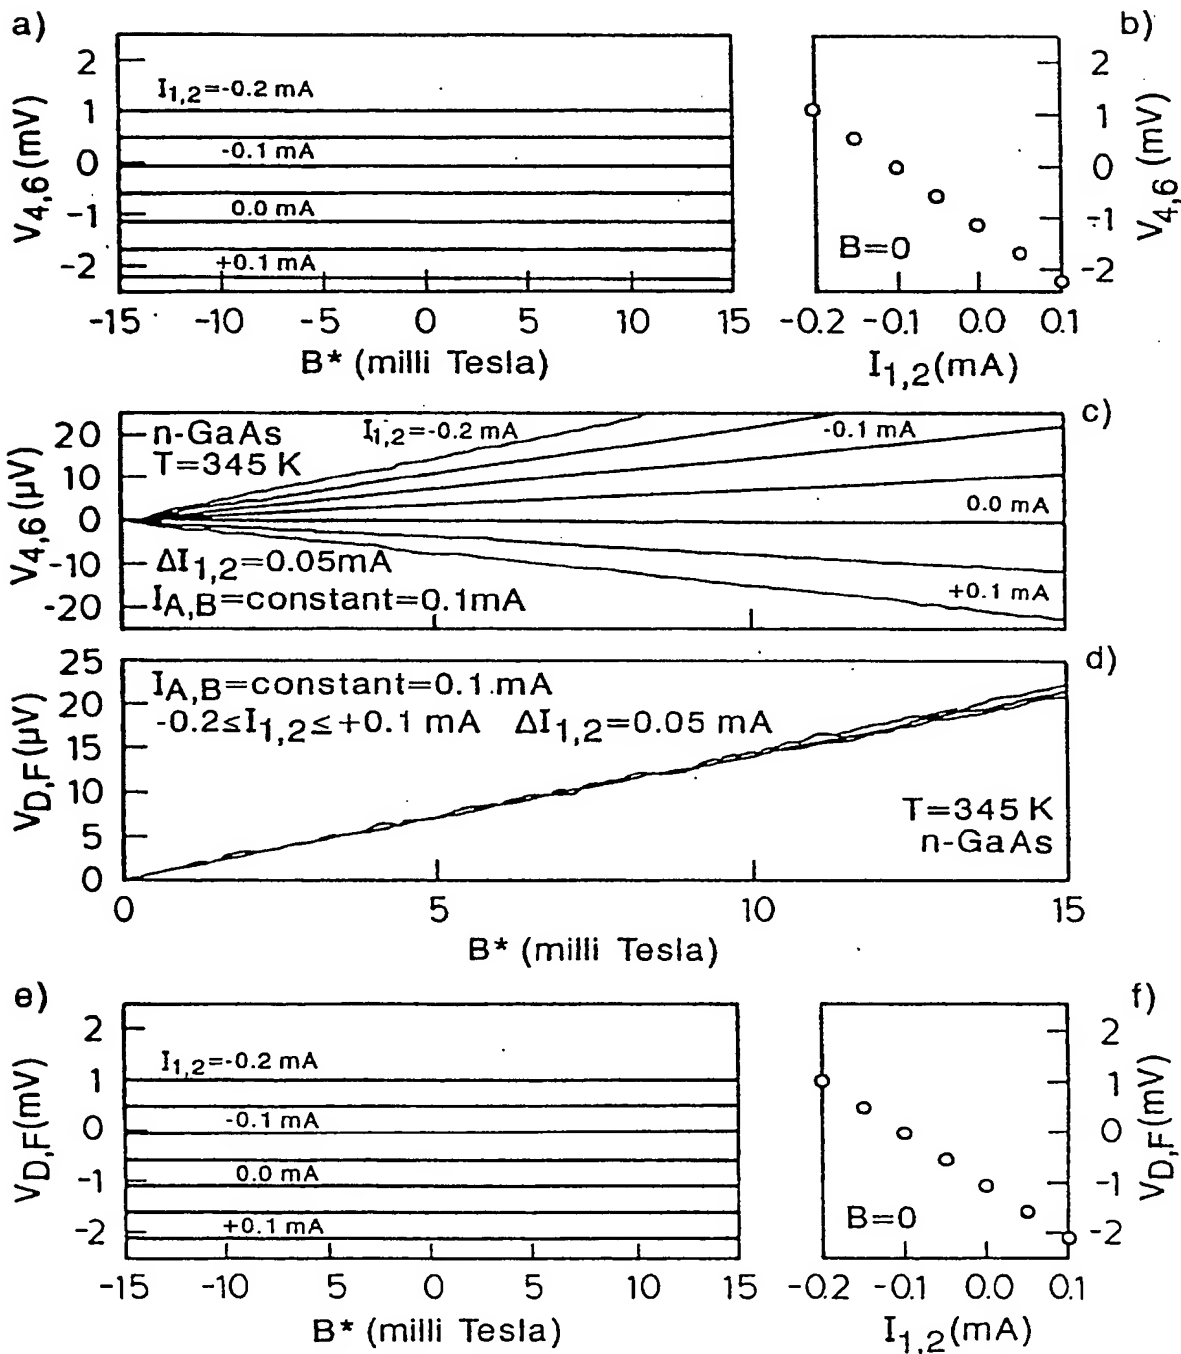 a)
V4,6 (mV)
2
1
0
-1
-2
I1,2=-0.2 mA
-0.1 mA
0.0 mA
+0.1 mA
-15 -10 -5 0 5 10 15
B* (milli Tesla)
b)
2
1
0
-1
-2
V4,6 (mV)
B=0
-0.2 -0.1 0.0 0.1
I1,2(mA)
c)
V4,6(μV)
20
10
0
-10
-20
n-GaAs
T=345 K
I1,2=-0.2 mA
-0.1 mA
0.0 mA
+0.1 mA
ΔI1,2=0.05mA
IA,B=constant=0.1mA
d)
VD,F(μV)
25
20
15
10
5
0
IA,B=constant=0.1 mA
-0.2≤I1,2≤+0.1 mA ΔI1,2=0.05 mA
T=345 K
n-GaAs
0 5 10 15
B* (milli Tesla)
e)
VD,F(mV)
2
1
0
-1
-2
I1,2=-0.2 mA
-0.1 mA
0.0 mA
+0.1 mA
-15 -10 5 0 5 10 15
B* (milli Tesla)
f)
2
1
0
-1
-2
VD,F(mV)
B=0
-0.2 -0.1 0.0 0.1
I1,2(mA)